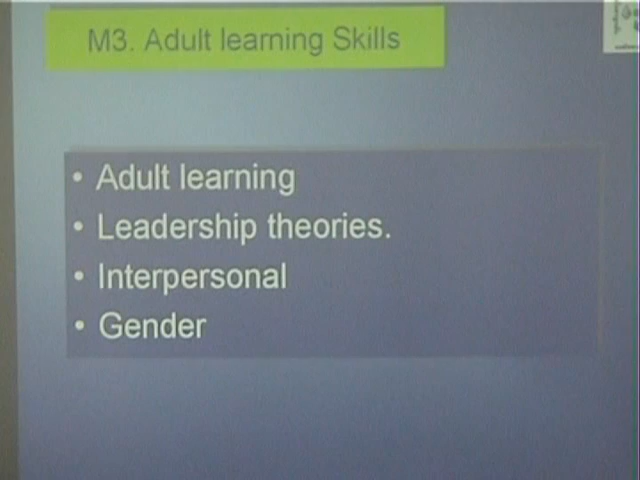 M3. Adult learning Skills
• Adult learning
• Leadership theories.
• Interpersonal
• Gender